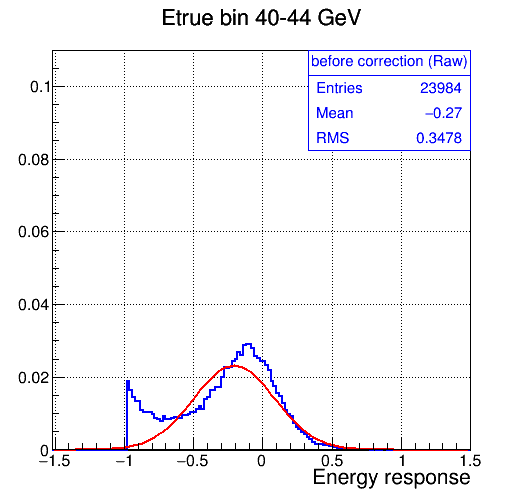 Etrue bin 40-44 GeV
before correction (Raw)
Entries 23984
Mean −0.27
RMS 0.3478
0.1
0.08
0.06
0.04
0.02
0
−1.5 −1 −0.5 0 0.5 1 1.5
Energy response